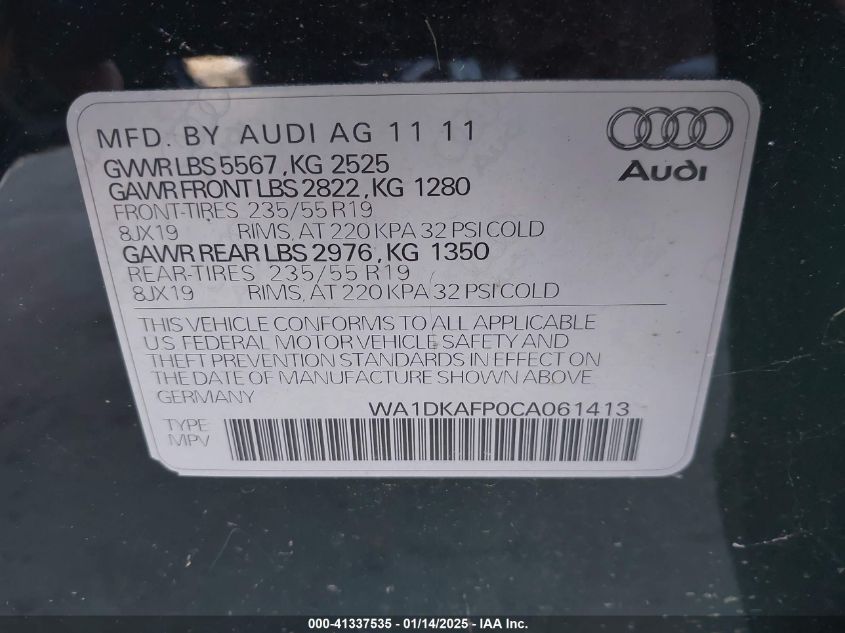 MFD. BY AUDI AG 11 11
GVWR LBS 5567, KG 2525
GAWR FRONT LBS 2822, KG 1280
FRONT-TIRES 235/55 R19
8JX19 RIMS, AT 220 KPA 32 PSI COLD
GAWR REAR LBS 2976, KG 1350
REAR-TIRES 235/55 R19
8JX19 RIMS, AT 220 KPA 32 PSI COLD
Audi
THIS VEHICLE CONFORMS TO ALL APPLICABLE
U.S FEDERAL MOTOR VEHICLE SAFETY AND
THEFT PREVENTION STANDARDS IN EFFECT ON
THE DATE OF MANUFACTURE SHOWN ABOVE
GERMANY
WA1DKAFP0CA061413
TYPE
MPV
000-41337535 - 01/14/2025 - IAA Inc.